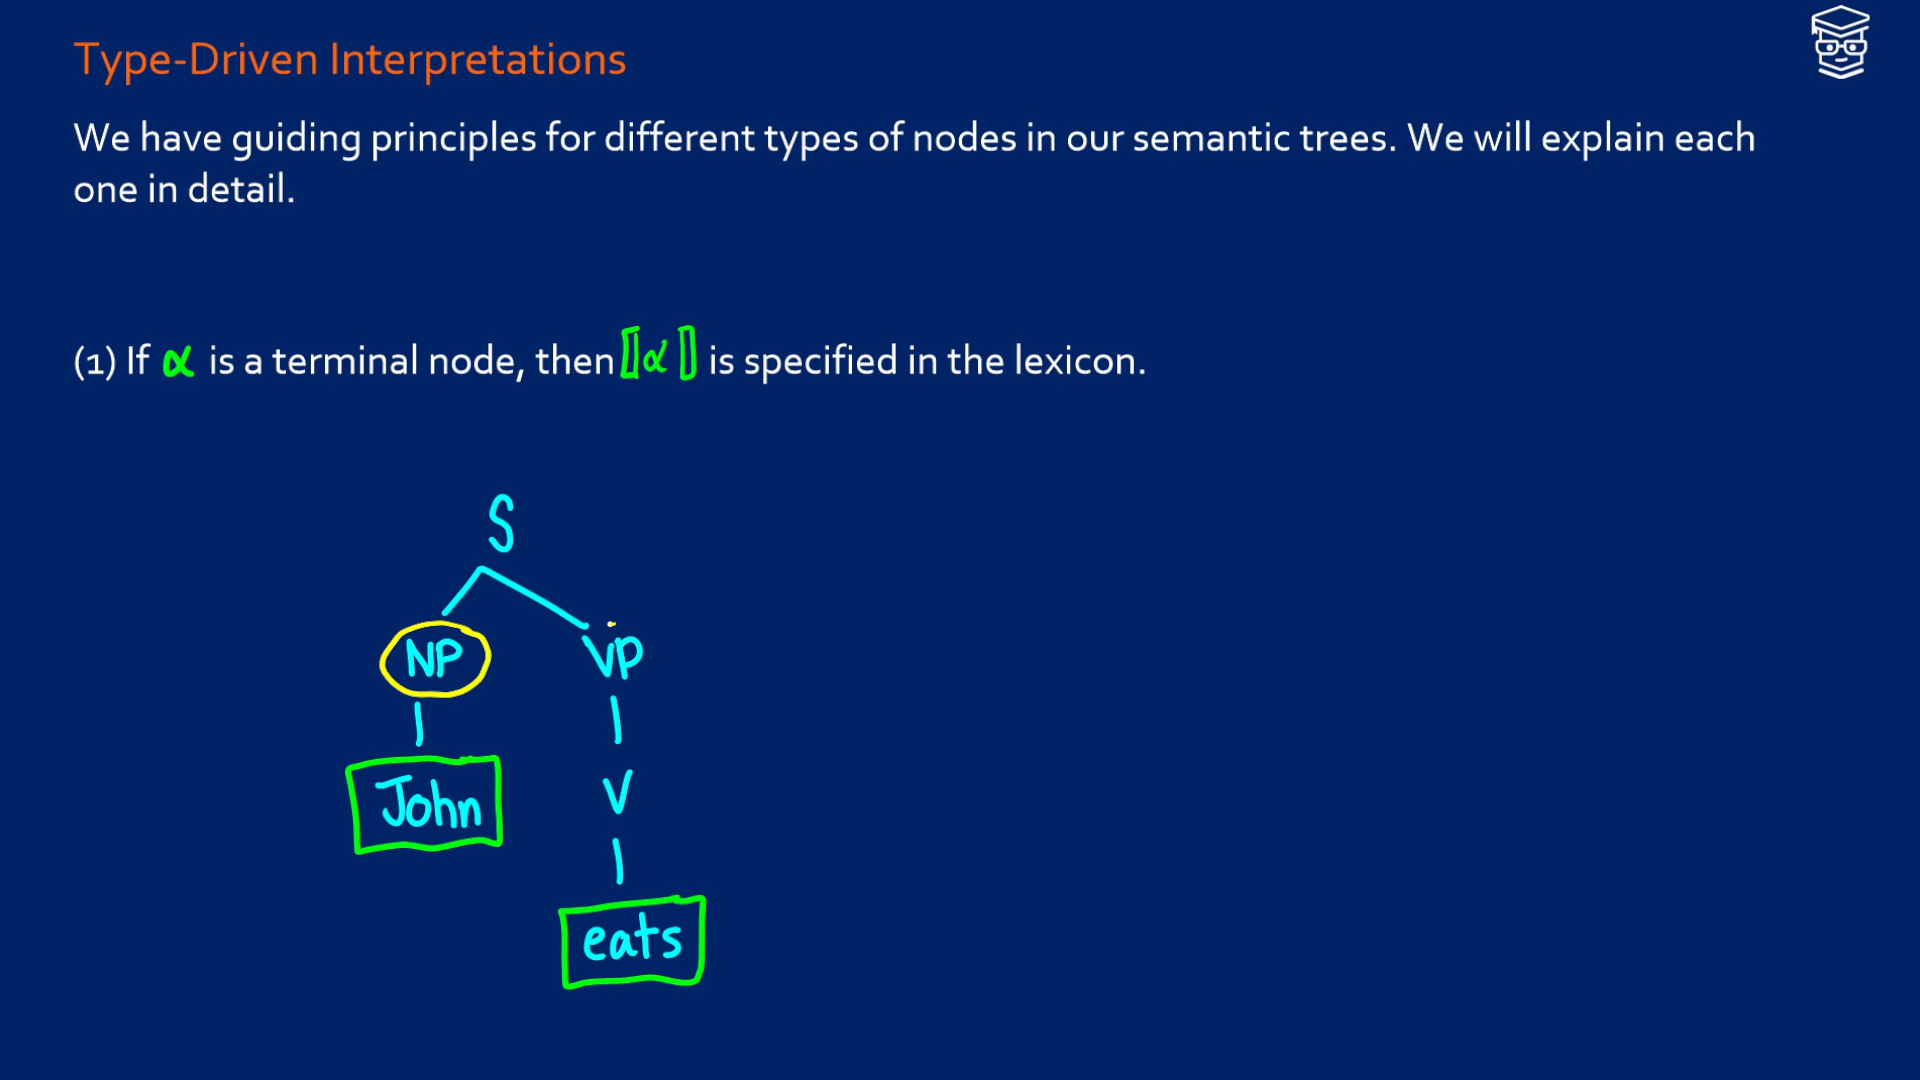 Type-Driven Interpretations
We have guiding principles for different types of nodes in our semantic trees. We will explain each
one in detail.
(1) If α is a terminal node, then ⟦α⟧ is specified in the lexicon.
S
NP VP
John V
eats